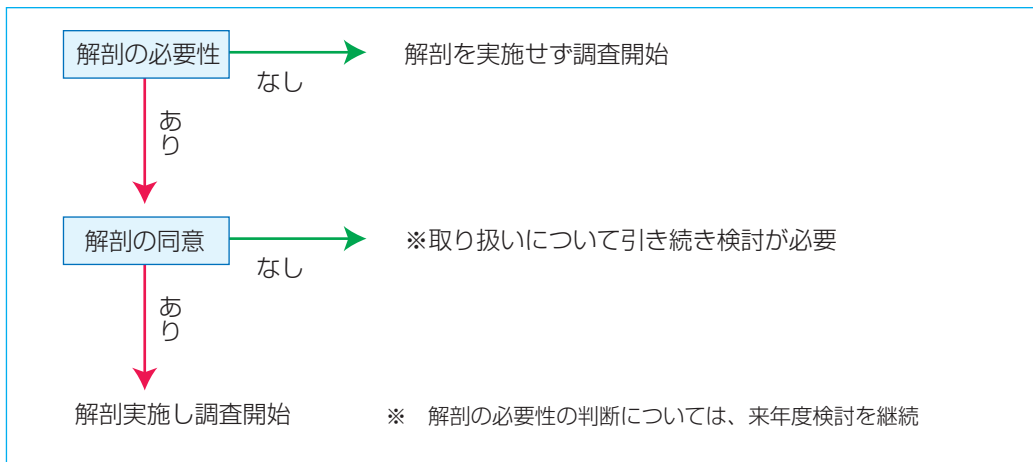 解剖の必要性
なし
解剖を実施せず調査開始
あり
解剖の同意
なし
※取り扱いについて引き続き検討が必要
あり
解剖実施し調査開始
※ 解剖の必要性の判断については、来年度検討を継続